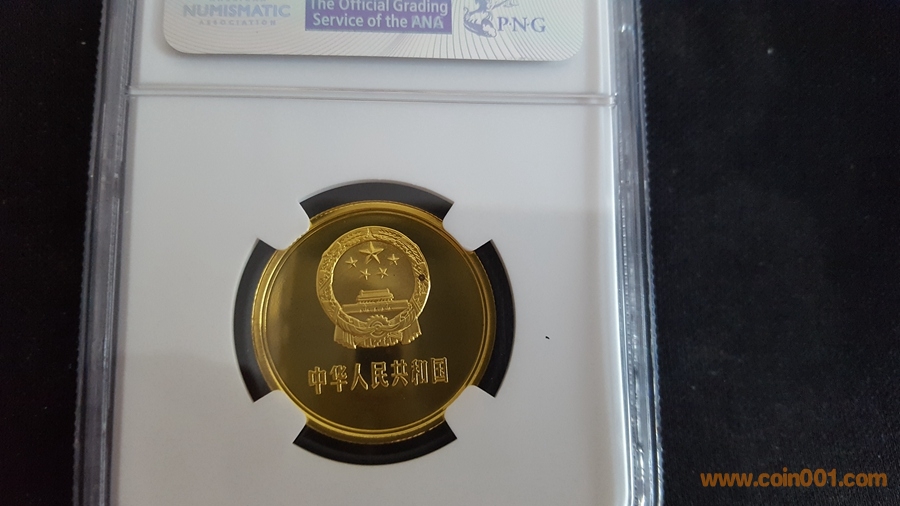 NUMISMATIC
ASSOCIATION
The Official Grading
Service of the ANA
P·N·G
中华人民共和国
www.coin001.com